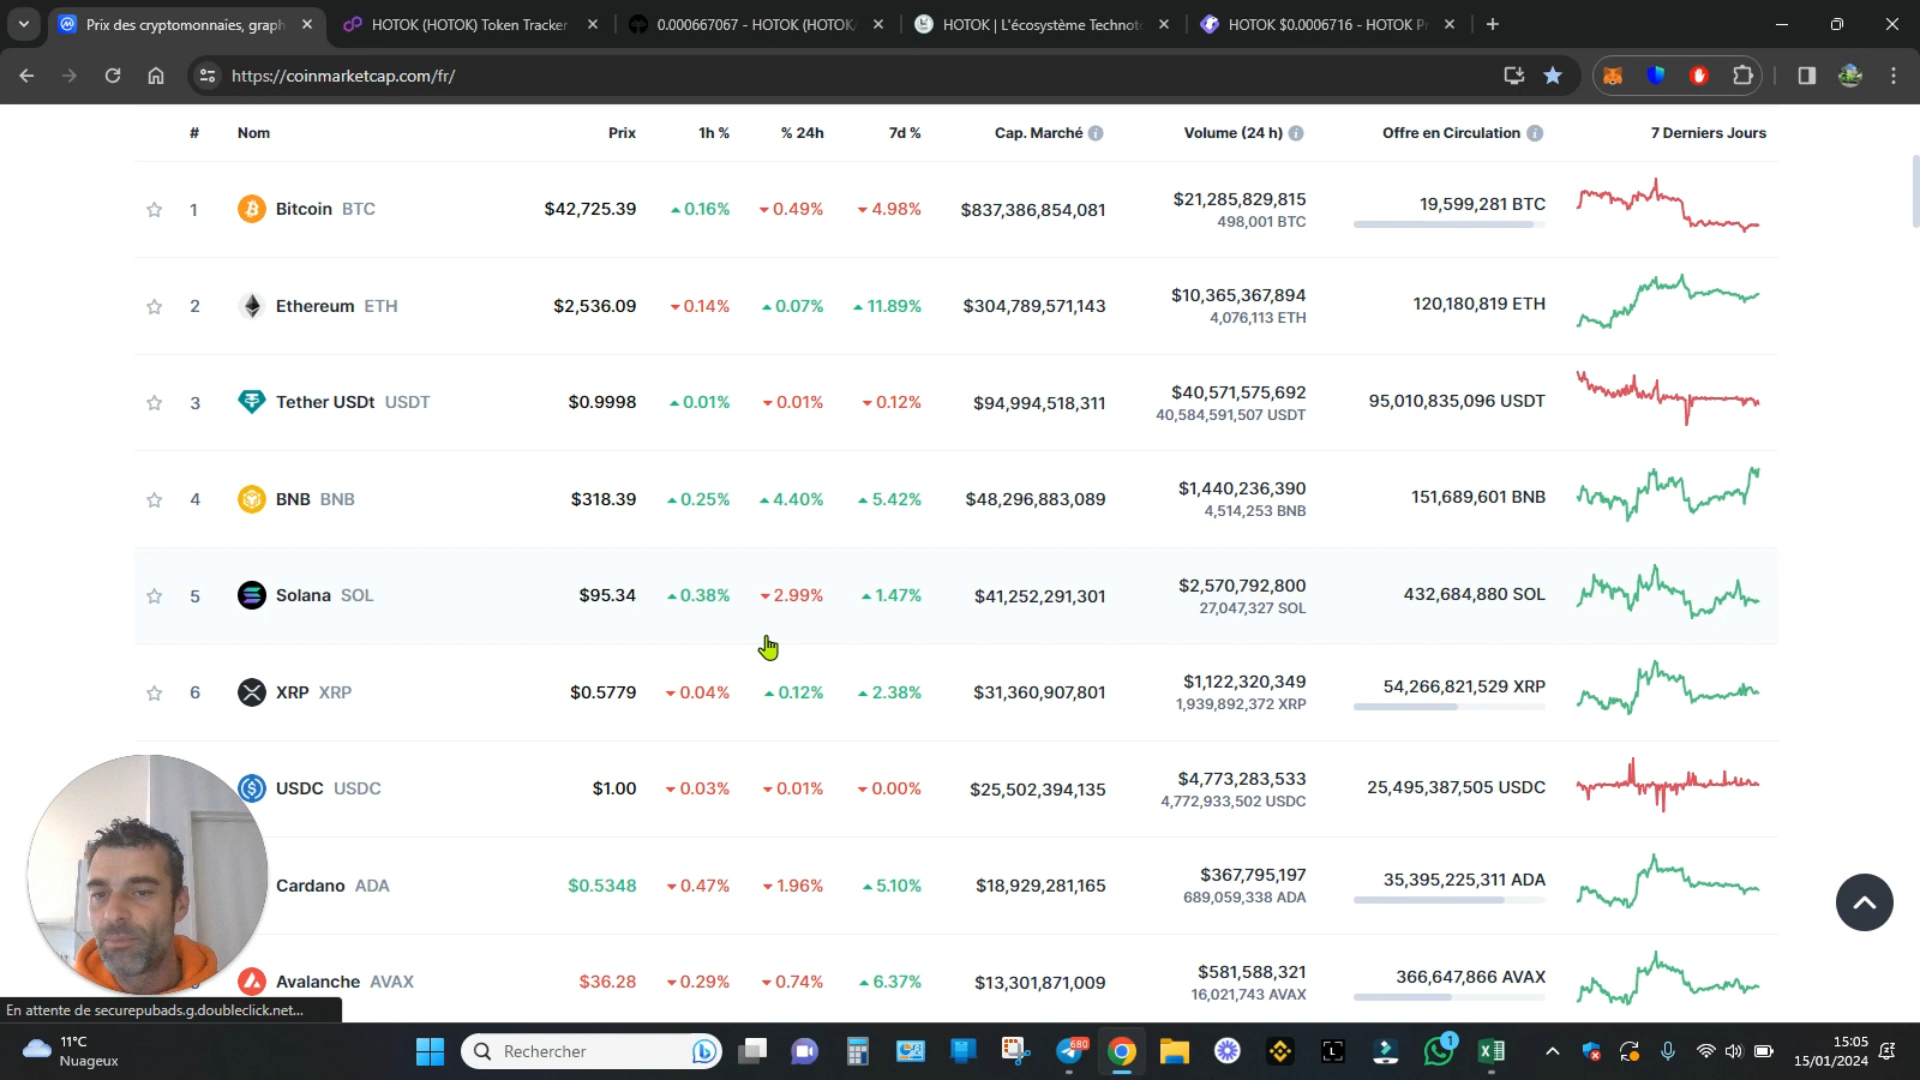 Prix des cryptomonnaies, graph
HOTOK (HOTOK) Token Tracker
0.000667067 - HOTOK (HOTOK/
HOTOK | L'écosystème Technoto
HOTOK $0.0006716 - HOTOK Pr
https://coinmarketcap.com/fr/
# Nom Prix 1h % % 24h 7d % Cap. Marché Volume (24 h) Offre en Circulation 7 Derniers Jours
1 Bitcoin BTC $42,725.39 0.16% 0.49% 4.98% $837,386,854,081 $21,285,829,815 19,599,281 BTC
498,001 BTC
2 Ethereum ETH $2,536.09 0.14% 0.07% 11.89% $304,789,571,143 $10,365,367,894 120,180,819 ETH
4,076,113 ETH
3 Tether USDt USDT $0.9998 0.01% 0.01% 0.12% $94,994,518,311 $40,571,575,692 95,010,835,096 USDT
40,584,591,507 USDT
4 BNB BNB $318.39 0.25% 4.40% 5.42% $48,296,883,089 $1,440,236,390 151,689,601 BNB
4,514,253 BNB
5 Solana SOL $95.34 0.38% 2.99% 1.47% $41,252,291,301 $2,570,792,800 432,684,880 SOL
27,047,327 SOL
6 XRP XRP $0.5779 0.04% 0.12% 2.38% $31,360,907,801 $1,122,320,349 54,266,821,529 XRP
1,939,892,372 XRP
USDC USDC $1.00 0.03% 0.01% 0.00% $25,502,394,135 $4,773,283,533 25,495,387,505 USDC
4,772,933,502 USDC
Cardano ADA $0.5348 0.47% 1.96% 5.10% $18,929,281,165 $367,795,197 35,395,225,311 ADA
689,059,338 ADA
Avalanche AVAX $36.28 0.29% 0.74% 6.37% $13,301,871,009 $581,588,321 366,647,866 AVAX
16,021,743 AVAX
En attente de securepubads.g.doubleclick.net...
11°C
Nuageux
Rechercher
680
1
15:05
15/01/2024